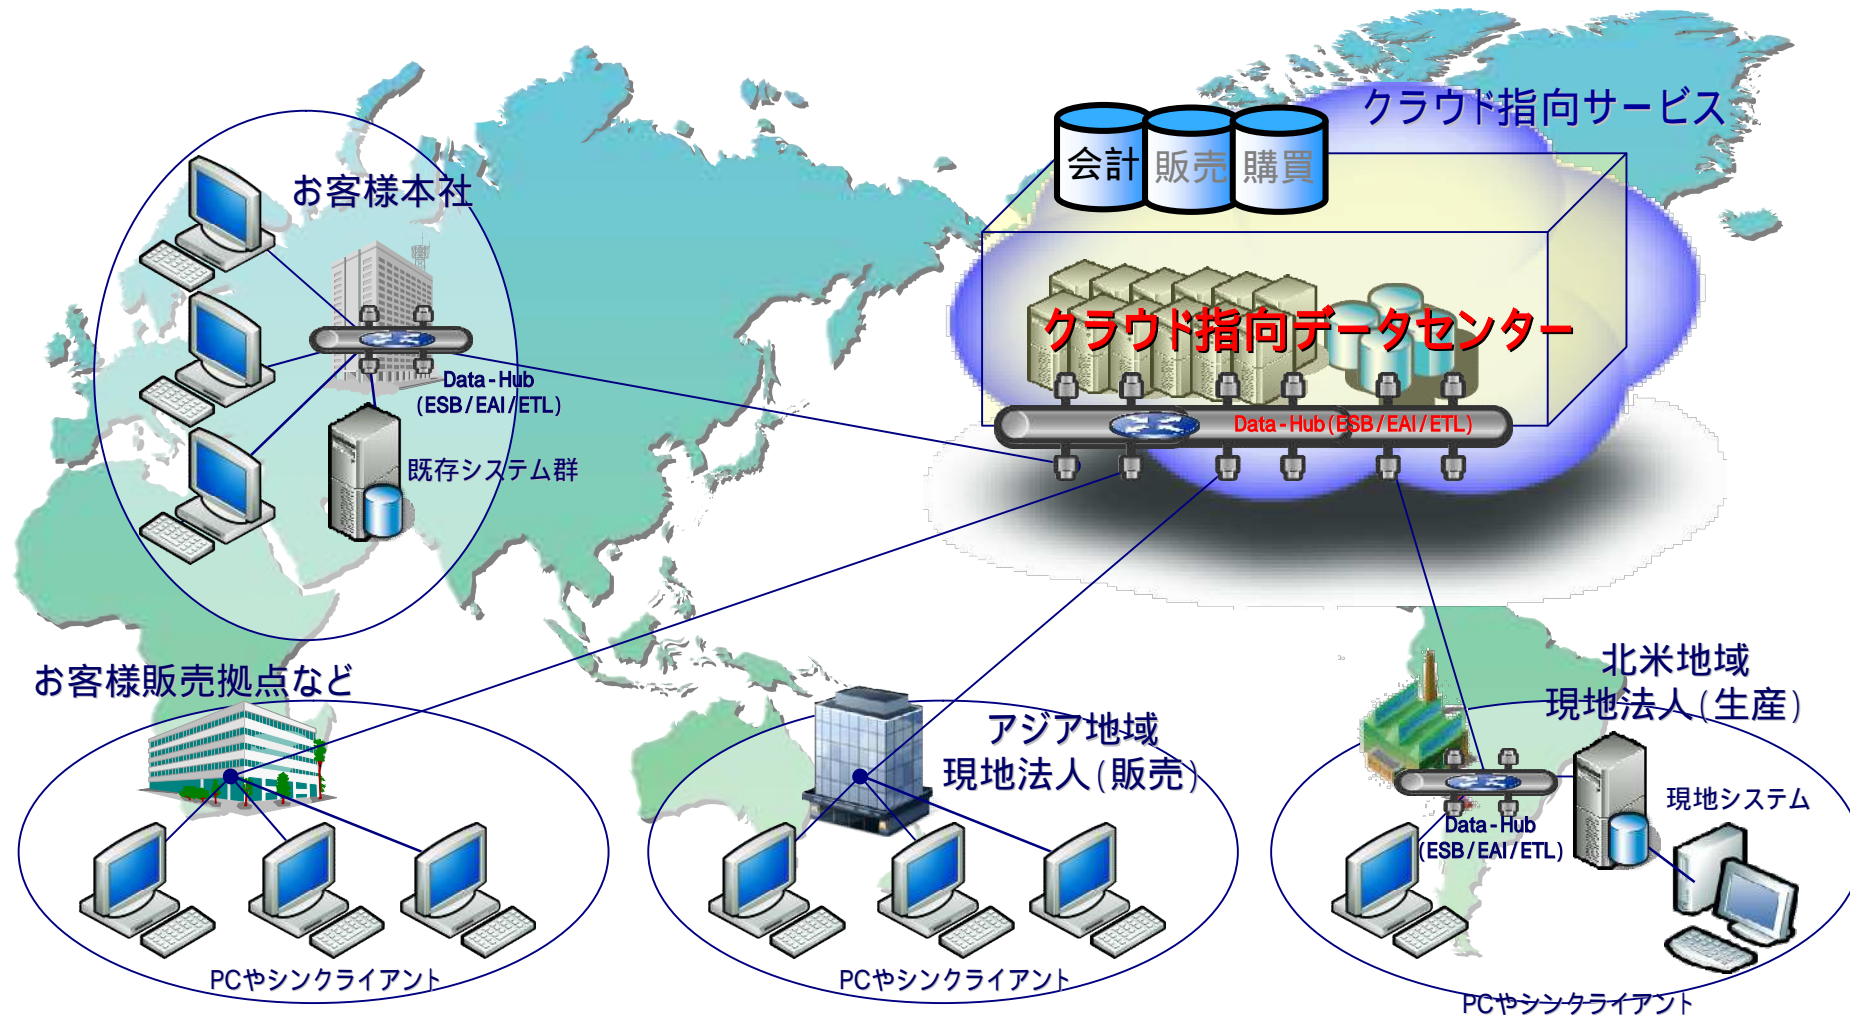 クラウド指向サービス
会計
販売
購買
お客様本社
クラウド指向データセンター
Data-Hub
(ESB/EAI/ETL)
Data-Hub(ESB/EAI/ETL)
既存システム群
お客様販売拠点など
アジア地域
現地法人(販売)
北米地域
現地法人(生産)
現地システム
Data-Hub
(ESB/EAI/ETL)
PCやシンクライアント
PCやシンクライアント
PCやシンクライアント